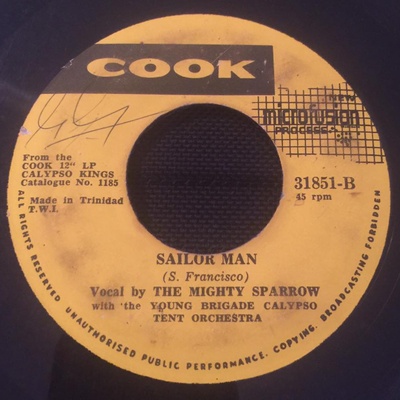 COOK
NEW
microfusion
PROCESS
From the
COOK 12" LP
CALYPSO KINGS
Catalogue No. 1185
Made in Trinidad
T.W.I.
31851-B
45 rpm
SAILOR MAN
(S. Francisco)
Vocal by THE MIGHTY SPARROW
with the YOUNG BRIGADE CALYPSO
TENT ORCHESTRA
ALL RIGHTS RESERVED UNAUTHORISED PUBLIC PERFORMANCE, COPYING, BROADCASTING FORBIDDEN